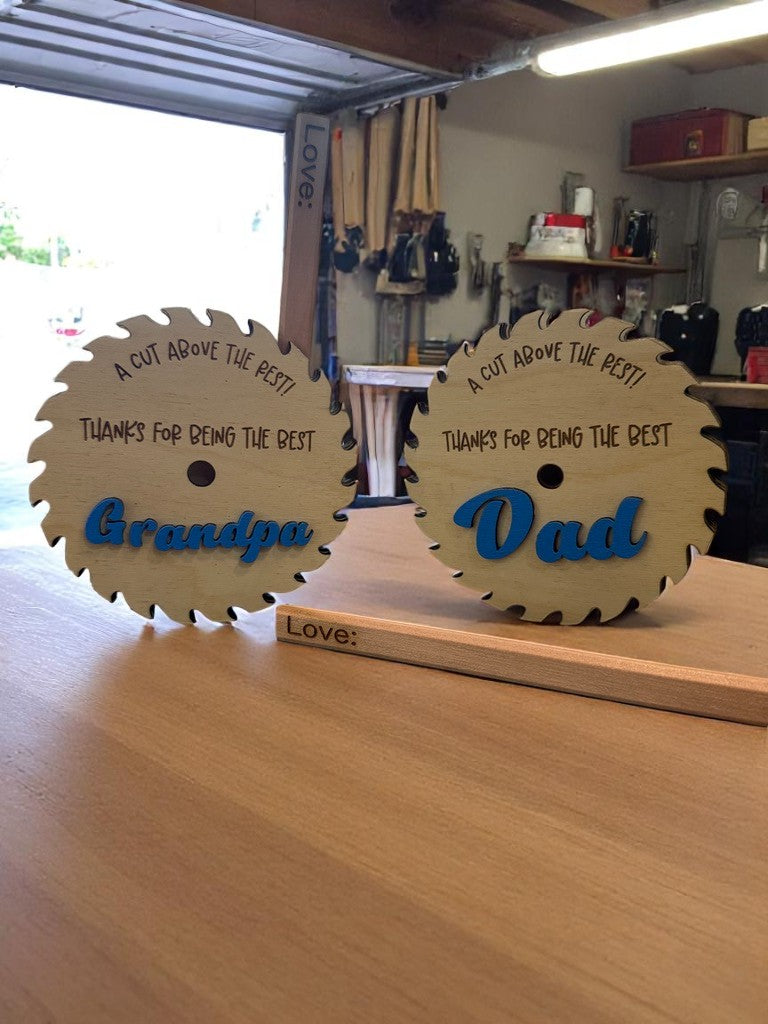 Love:
A CUT ABOVE THE REST!
THANKS FOR BEING THE BEST
Grandpa
A CUT ABOVE THE REST!
THANKS FOR BEING THE BEST
Dad
Love: